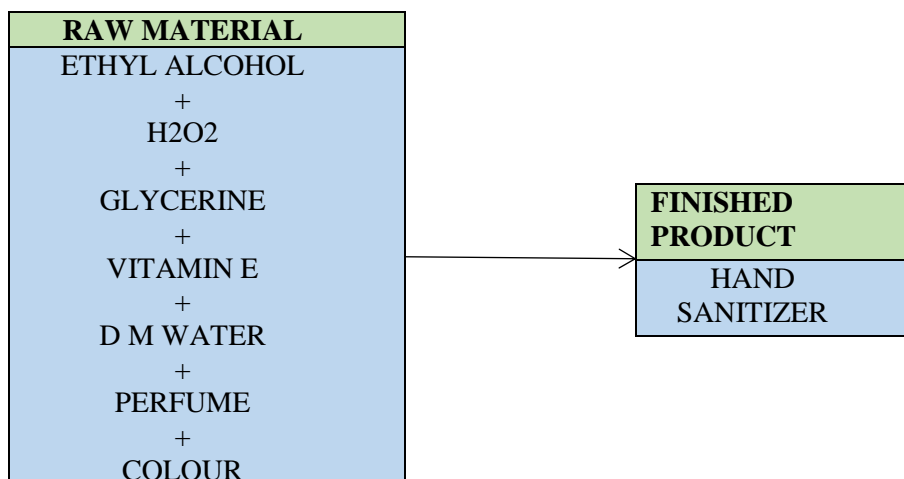 RAW MATERIAL
ETHYL ALCOHOL
+
H2O2
+
GLYCERINE
+
VITAMIN E
+
D M WATER
+
PERFUME
+
COLOUR
FINISHED
PRODUCT
HAND
SANITIZER